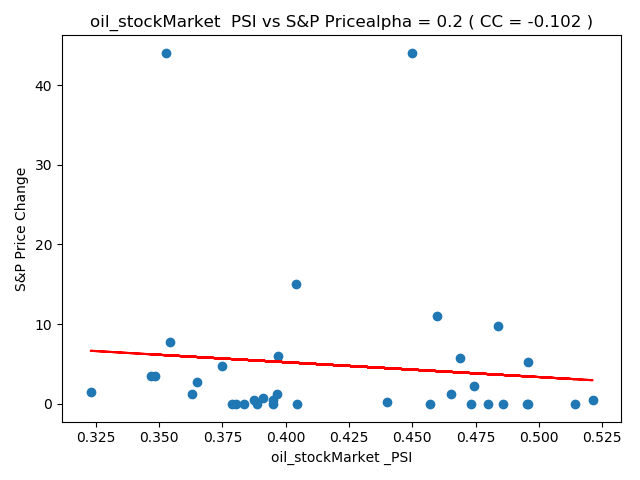 oil_stockMarket  PSI vs S&P Pricealpha = 0.2 ( CC = -0.102 )
S&P Price Change
40
30
20
10
0
0.325 0.350 0.375 0.400 0.425 0.450 0.475 0.500 0.525
oil_stockMarket _PSI